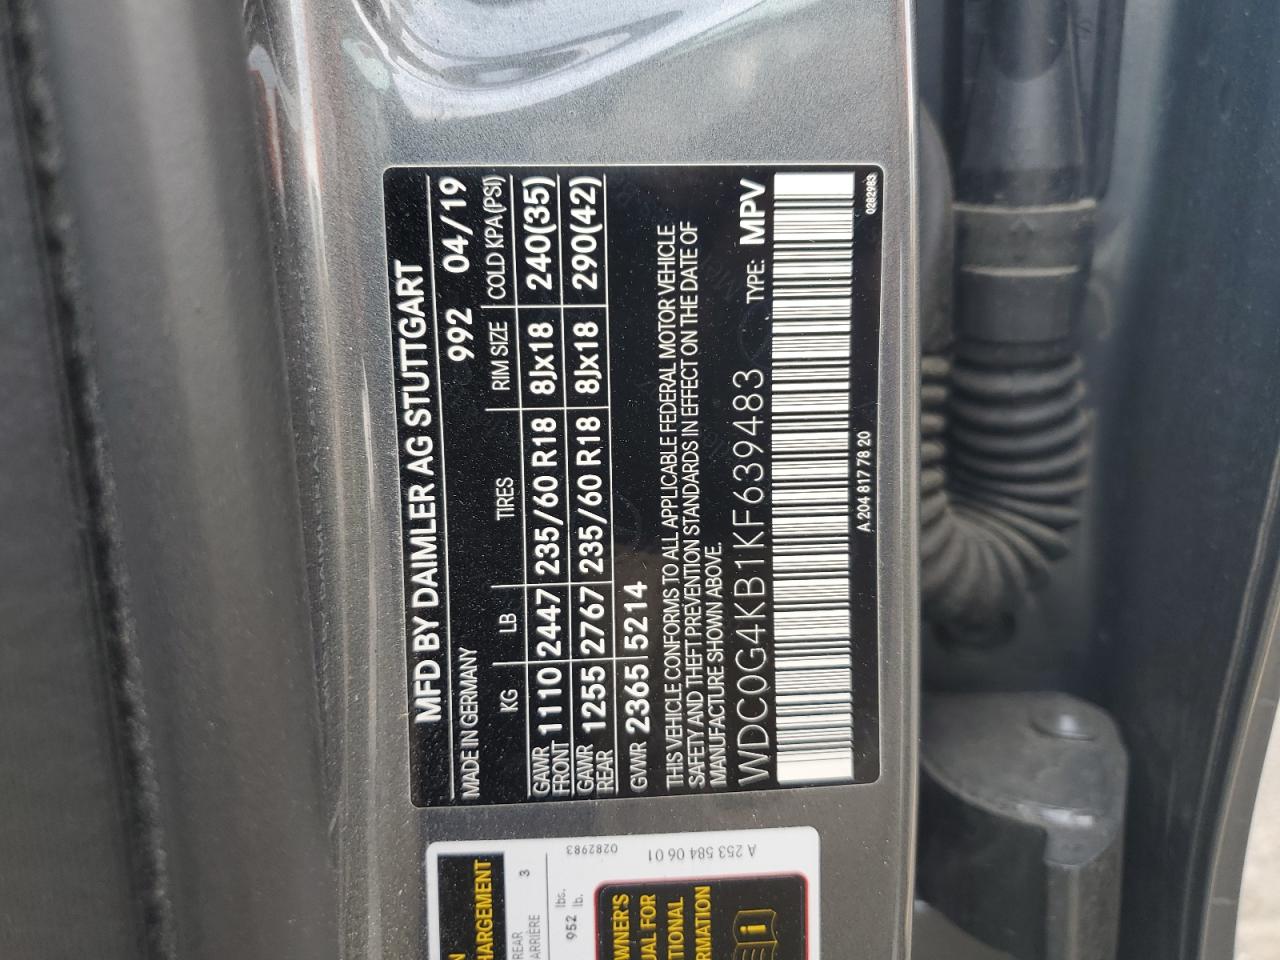 MFD BY DAIMLER AG STUTTGART
MADE IN GERMANY 992 04/19
KG LB TIRES RIM SIZE COLD KPA(PSI)
GAWR FRONT 1110 2447 235/60 R18 8Jx18 240(35)
GAWR REAR 1255 2767 235/60 R18 8Jx18 290(42)
GVWR 2365 5214
THIS VEHICLE CONFORMS TO ALL APPLICABLE FEDERAL MOTOR VEHICLE
SAFETY AND THEFT PREVENTION STANDARDS IN EFFECT ON THE DATE OF
MANUFACTURE SHOWN ABOVE.
WDC0G4KB1KF639483 TYPE: MPV
A 204 817 78 20 0282983
REAR 3
ARRIÈRE
952 lbs.
lb.
0282983
A 253 584 06 01